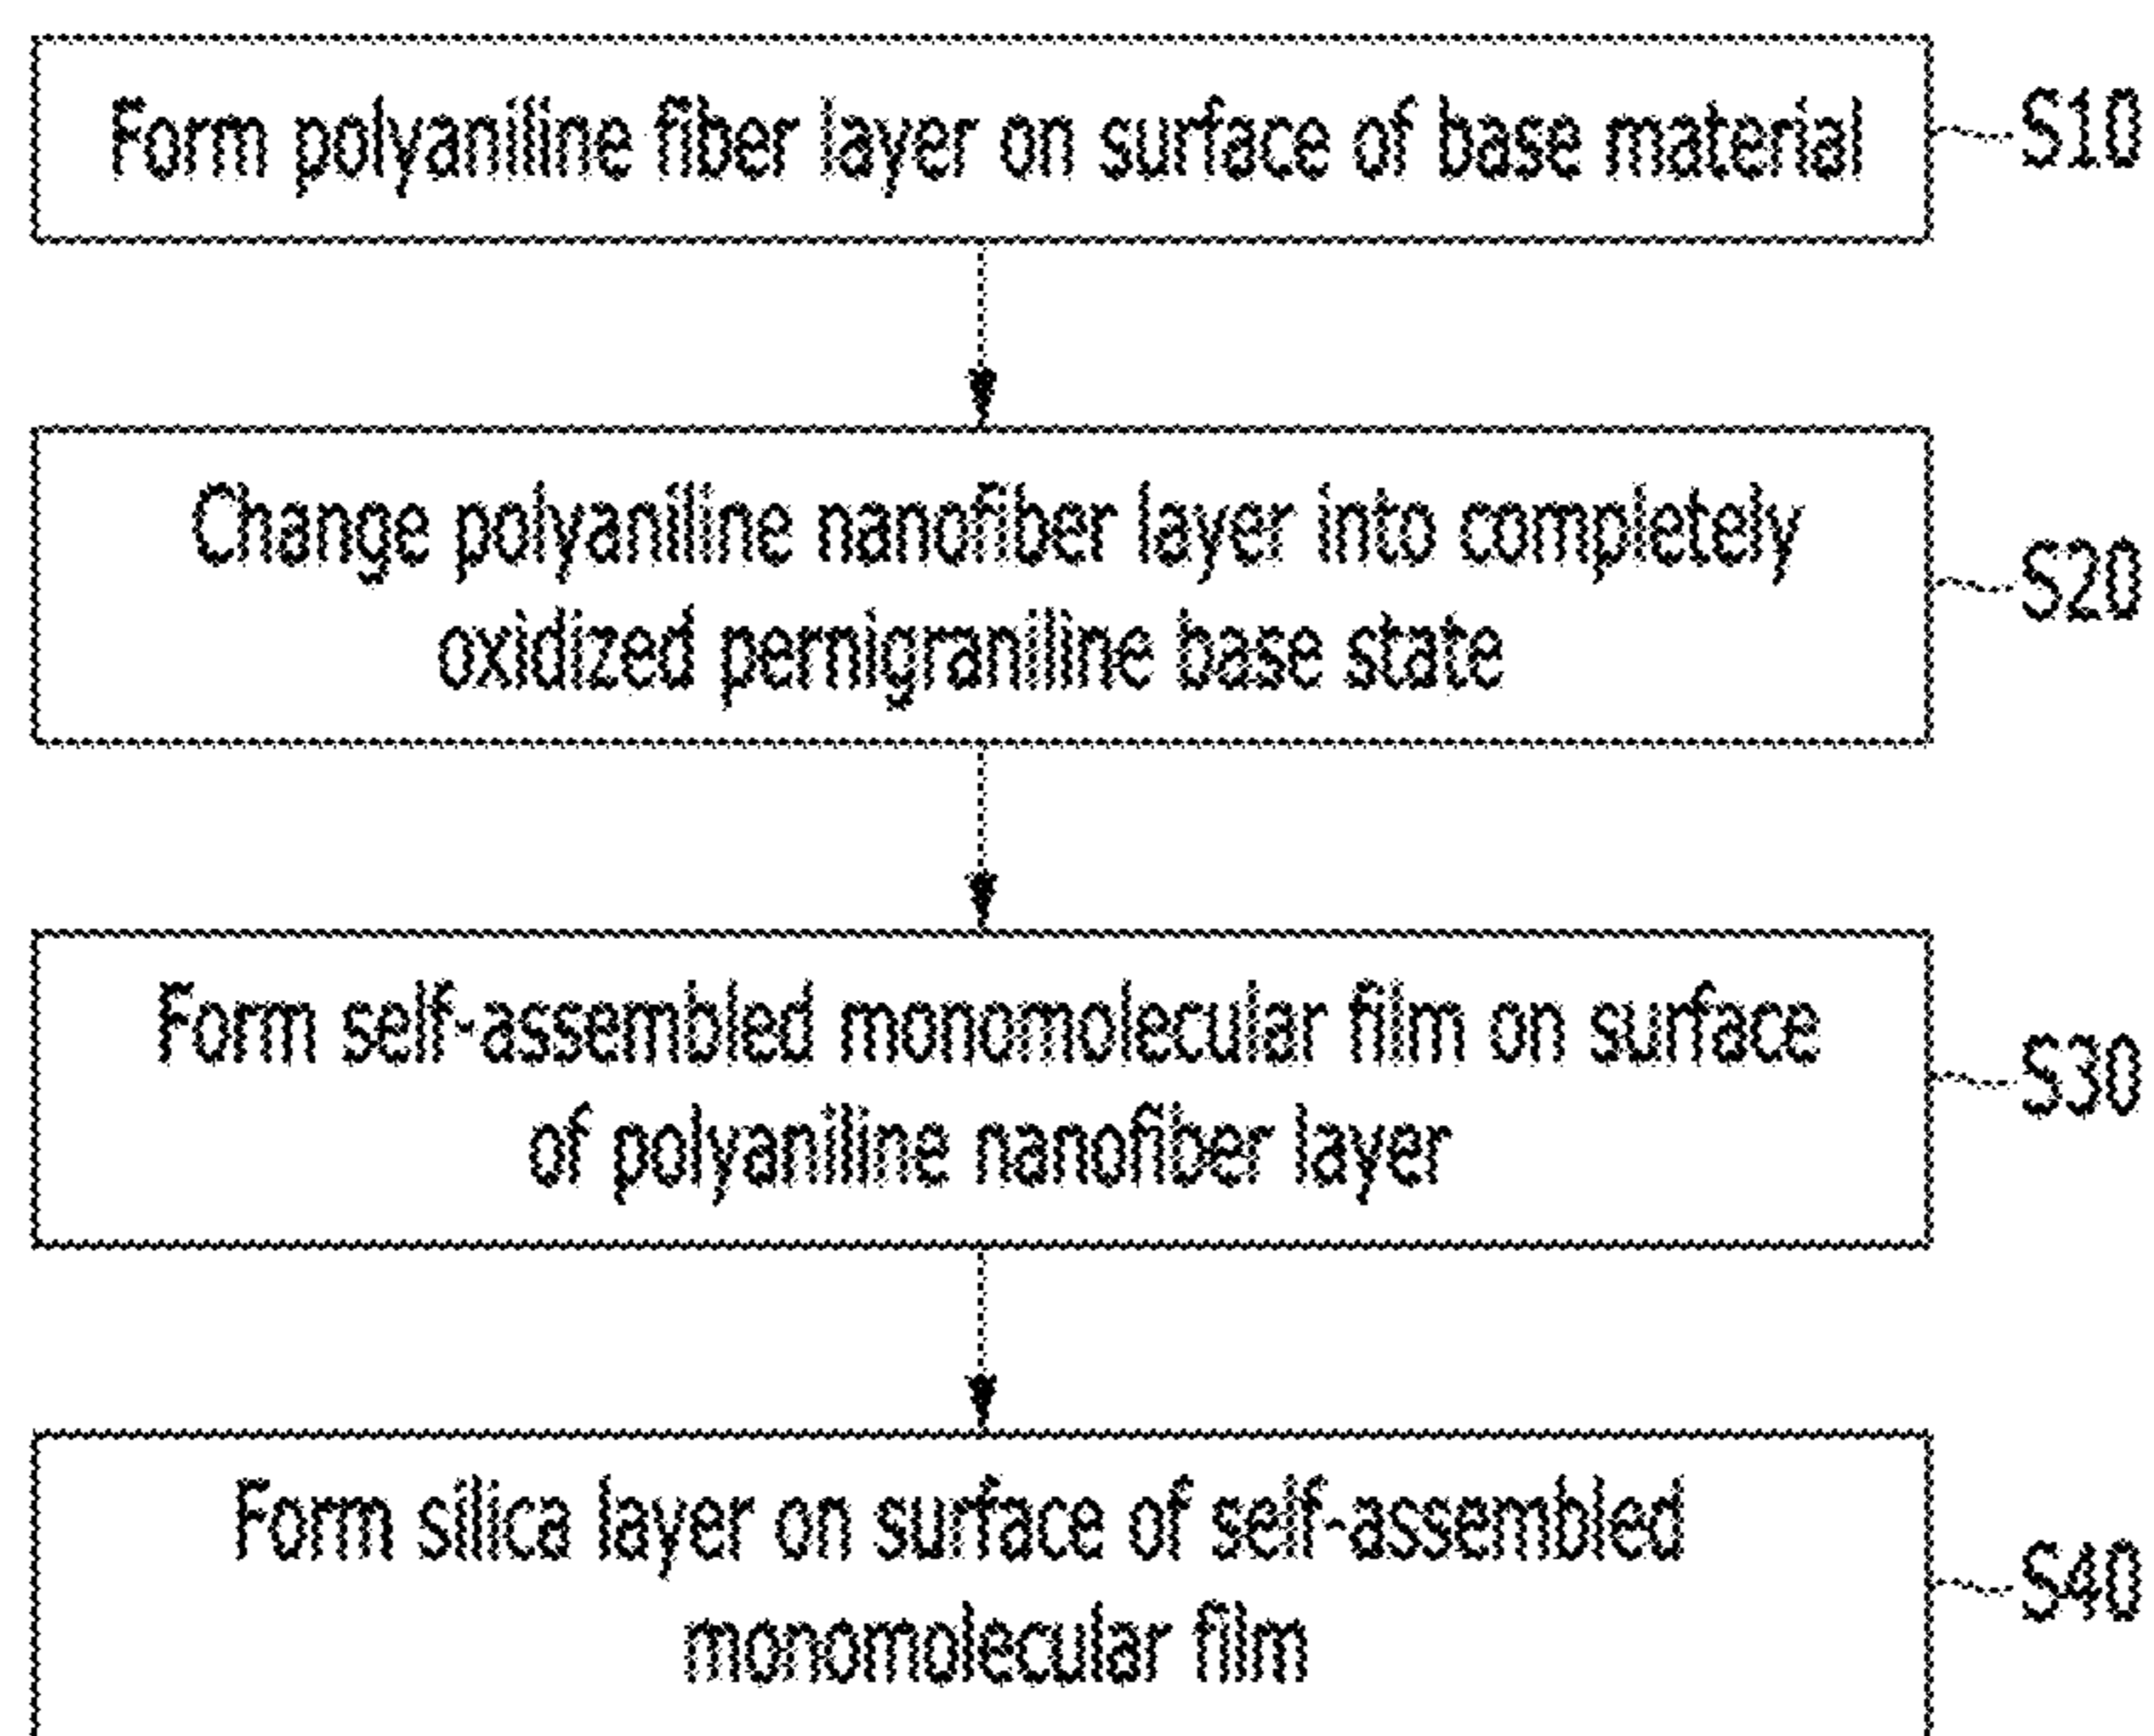 Form polyaniline fiber layer on surface of base material
S10
Change polyaniline nanofiber layer into completely
oxidized pernigraniline base state
S20
Form self-assembled monomolecular film on surface
of polyaniline nanofiber layer
S30
Form silica layer on surface of self-assembled
monomolecular film
S40